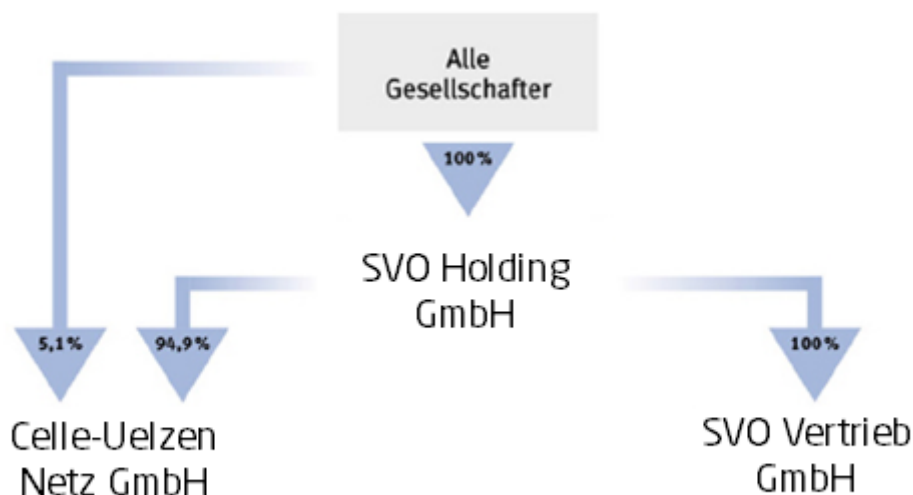 Alle
Gesellschafter
100%
SVO Holding
GmbH
5,1%
94,9%
100%
Celle-Uelzen
Netz GmbH
SVO Vertrieb
GmbH